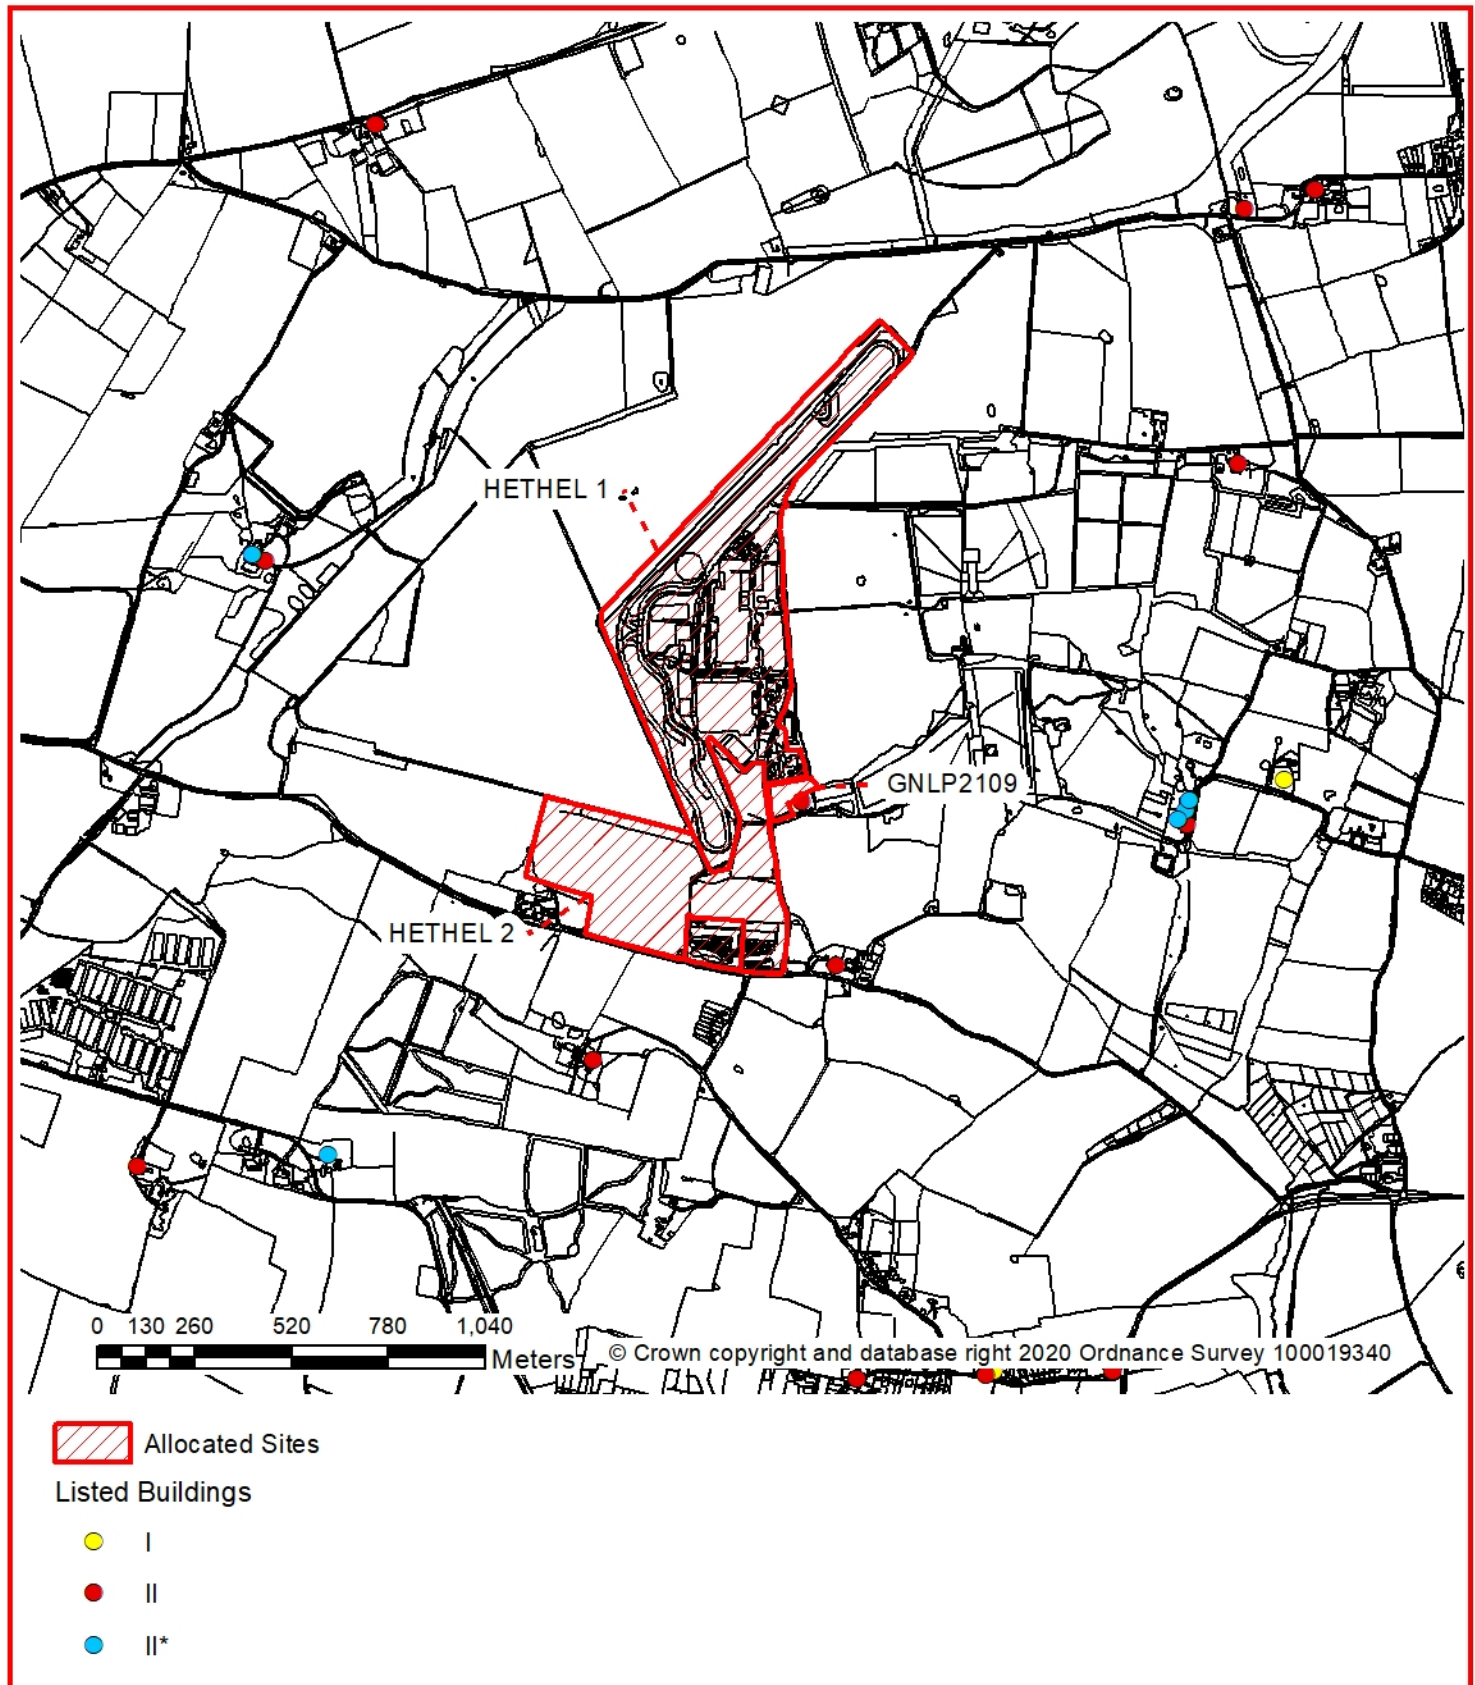 HETHEL 1
GNLP2109
HETHEL 2
0 130 260 520 780 1,040
Meters
© Crown copyright and database right 2020 Ordnance Survey 100019340
Allocated Sites
Listed Buildings
I
II
II*